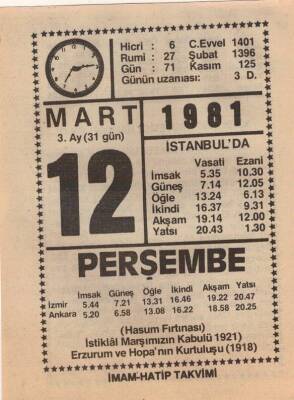 Hicri : 6 C.Evvel 1401
Rumi : 27 Şubat 1396
Gün : 71 Kasım 125
Günün uzanısı: 3 D.
MART 1981
3. Ay (31 gün)
12
İSTANBUL'DA
Vasati Ezani
İmsak 5.35 10.30
Güneş 7.14 12.05
Öğle 13.24 6.13
İkindi 16.37 9.31
Akşam 19.14 12.00
Yatsı 20.43 1.30
PERŞEMBE
İmsak Güneş Öğle İkindi Akşam Yatsı
İzmir 5.44 7.21 13.31 16.46 19.22 20.47
Ankara 5.20 6.58 13.08 16.22 18.58 20.25
(Hasum Fırtınası)
İstiklâl Marşımızın Kabulü 1921)
Erzurum ve Hopa'nın Kurtuluşu (1918)
İMAM-HATİP TAKVİMİ